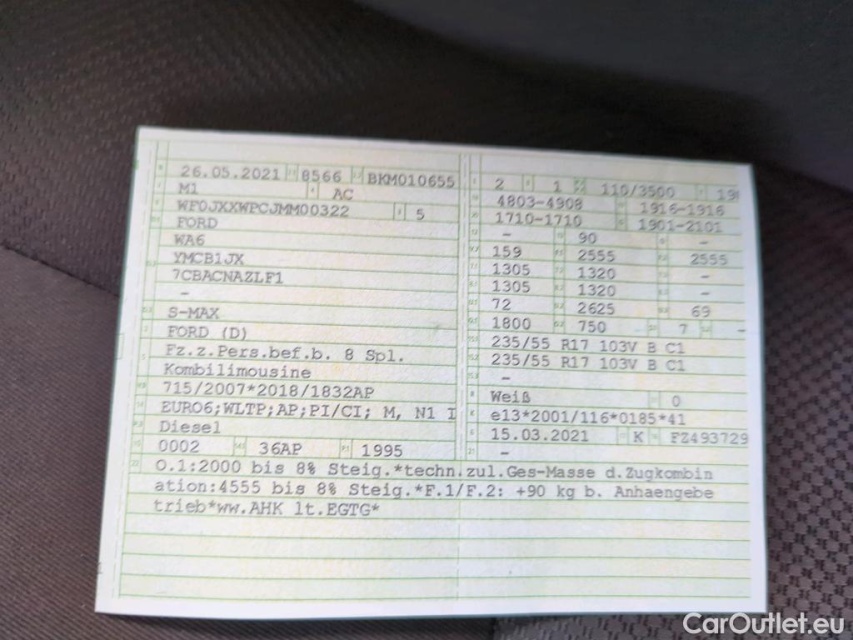 26.05.2021 8566 BKM010655
M1 AC
WF0JXXWPCJMM00322 5
FORD
WA6
YMCB1JX
7CBACNAZLF1
-
S-MAX
FORD (D)
Fz.z.Pers.bef.b. 8 Spl.
Kombilimousine
715/2007*2018/1832AP
EURO6;WLTP;AP;PI/CI; M, N1 I
Diesel
0002 36AP 1995
2 1 110/3500
4803-4908 1916-1916
1710-1710 1901-2101
- 90 -
159 2555 2555
1305 1320 -
1305 1320 -
72 2625 69
1800 750 7 -
235/55 R17 103V B C1
235/55 R17 103V B C1
-
Weiß 0
e13*2001/116*0185*41
15.03.2021 K FZ493729
-
O.1:2000 bis 8% Steig.*techn.zul.Ges-Masse d.Zugkombin
ation:4555 bis 8% Steig.*F.1/F.2: +90 kg b. Anhaengebe
trieb*ww.AHK lt.EGTG*
CarOutlet.eu